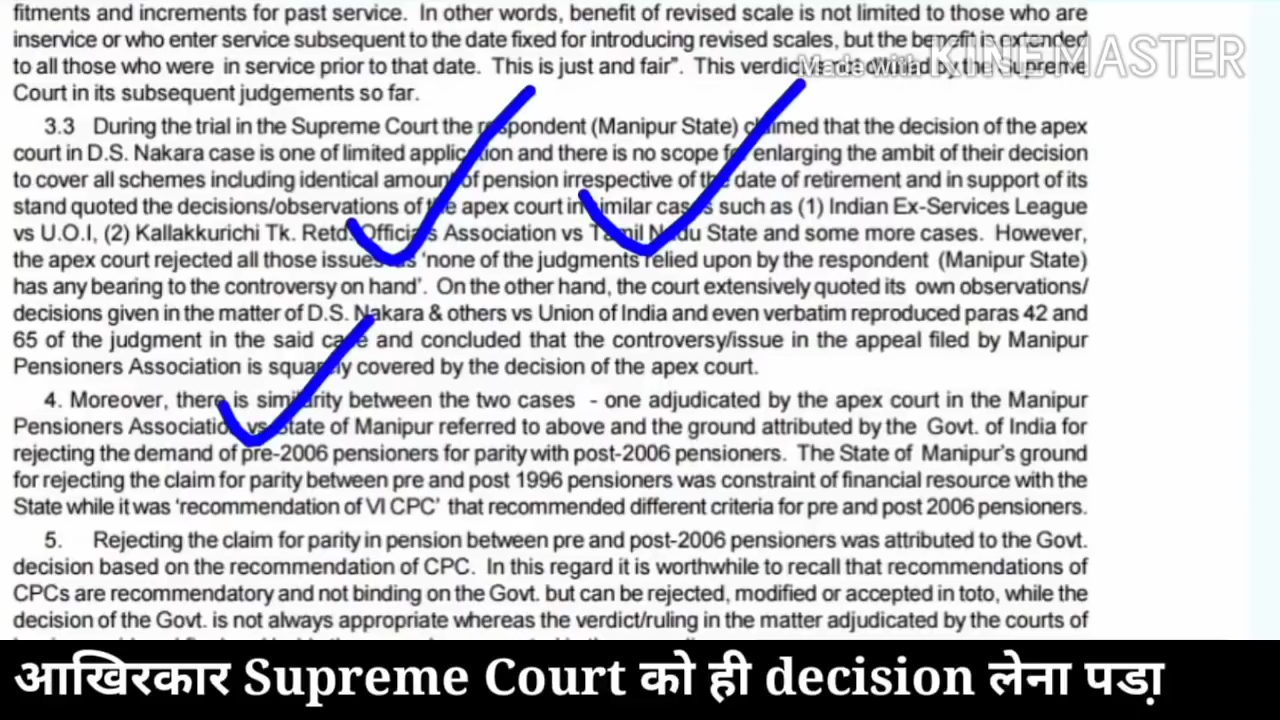 fitments and increments for past service. In other words, benefit of revised scale is not limited to those who are
inservice or who enter service subsequent to the date fixed for introducing revised scales, but the benefit is extended
to all those who were in service prior to that date. This is just and fair". This verdict is not diluted by the Supreme
Made with KINEMASTER
Court in its subsequent judgements so far.
3.3 During the trial in the Supreme Court the respondent (Manipur State) claimed that the decision of the apex
court in D.S. Nakara case is one of limited application and there is no scope for enlarging the ambit of their decision
to cover all schemes including identical amount of pension irrespective of the date of retirement and in support of its
stand quoted the decisions/observations of the apex court in similar cases such as (1) Indian Ex-Services League
vs U.O.I, (2) Kallakkurichi Tk. Retd. Officials Association vs Tamil Nadu State and some more cases. However,
the apex court rejected all those issues as 'none of the judgments relied upon by the respondent (Manipur State)
has any bearing to the controversy on hand'. On the other hand, the court extensively quoted its own observations/
decisions given in the matter of D.S. Nakara & others vs Union of India and even verbatim reproduced paras 42 and
65 of the judgment in the said case and concluded that the controversy/issue in the appeal filed by Manipur
Pensioners Association is squarely covered by the decision of the apex court.
4. Moreover, there is similarity between the two cases - one adjudicated by the apex court in the Manipur
Pensioners Association vs State of Manipur referred to above and the ground attributed by the Govt. of India for
rejecting the demand of pre-2006 pensioners for parity with post-2006 pensioners. The State of Manipur's ground
for rejecting the claim for parity between pre and post 1996 pensioners was constraint of financial resource with the
State while it was 'recommendation of VI CPC' that recommended different criteria for pre and post 2006 pensioners.
5. Rejecting the claim for parity in pension between pre and post-2006 pensioners was attributed to the Govt.
decision based on the recommendation of CPC. In this regard it is worthwhile to recall that recommendations of
CPCs are recommendatory and not binding on the Govt. but can be rejected, modified or accepted in toto, while the
decision of the Govt. is not always appropriate whereas the verdict/ruling in the matter adjudicated by the courts of
आखिरकार Supreme Court को ही decision लेना पडा़